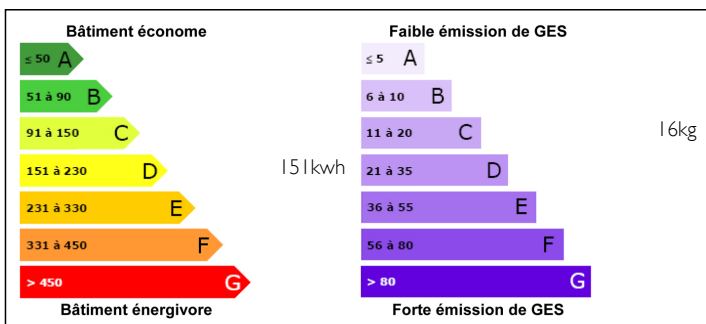 Bâtiment économe
≤ 50 A
51 à 90 B
91 à 150 C
151 à 230 D
231 à 330 E
331 à 450 F
> 450 G
Bâtiment énergivore
151kwh
Faible émission de GES
≤ 5 A
6 à 10 B
11 à 20 C
21 à 35 D
36 à 55 E
56 à 80 F
> 80 G
Forte émission de GES
16kg